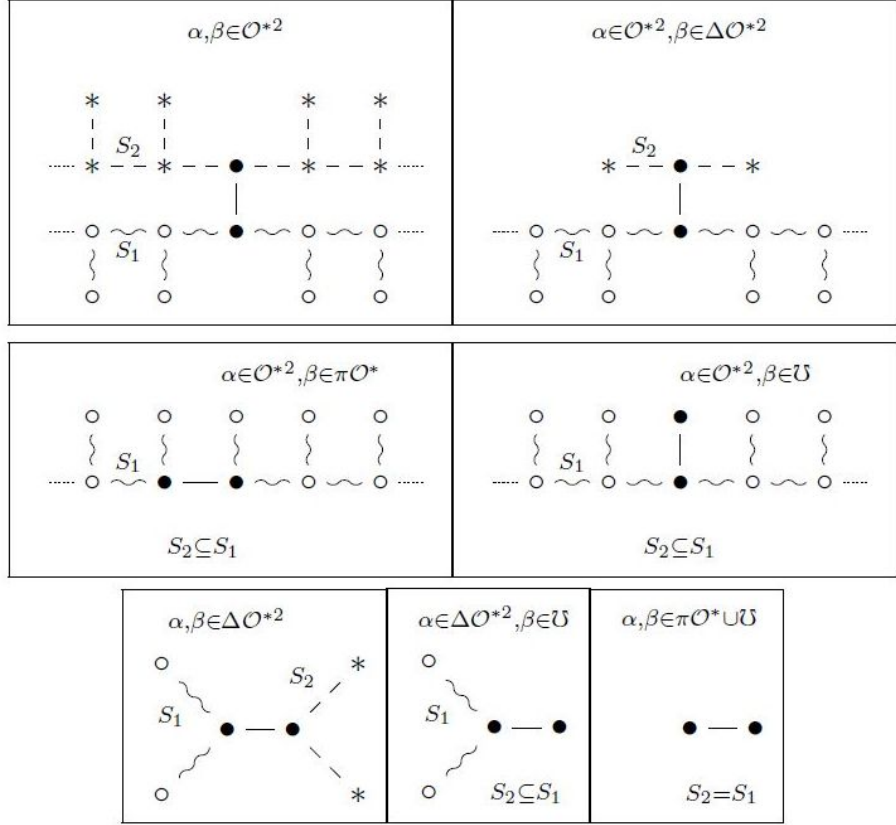 α,β∈𝒪*²
S₂
S₁
α∈𝒪*²,β∈Δ𝒪*²
S₂
S₁
α∈𝒪*²,β∈π𝒪*
S₁
S₂⊆S₁
α∈𝒪*²,β∈℧
S₁
S₂⊆S₁
α,β∈Δ𝒪*²
S₂
S₁
α∈Δ𝒪*²,β∈℧
S₁
S₂⊆S₁
α,β∈π𝒪*∪℧
S₂=S₁